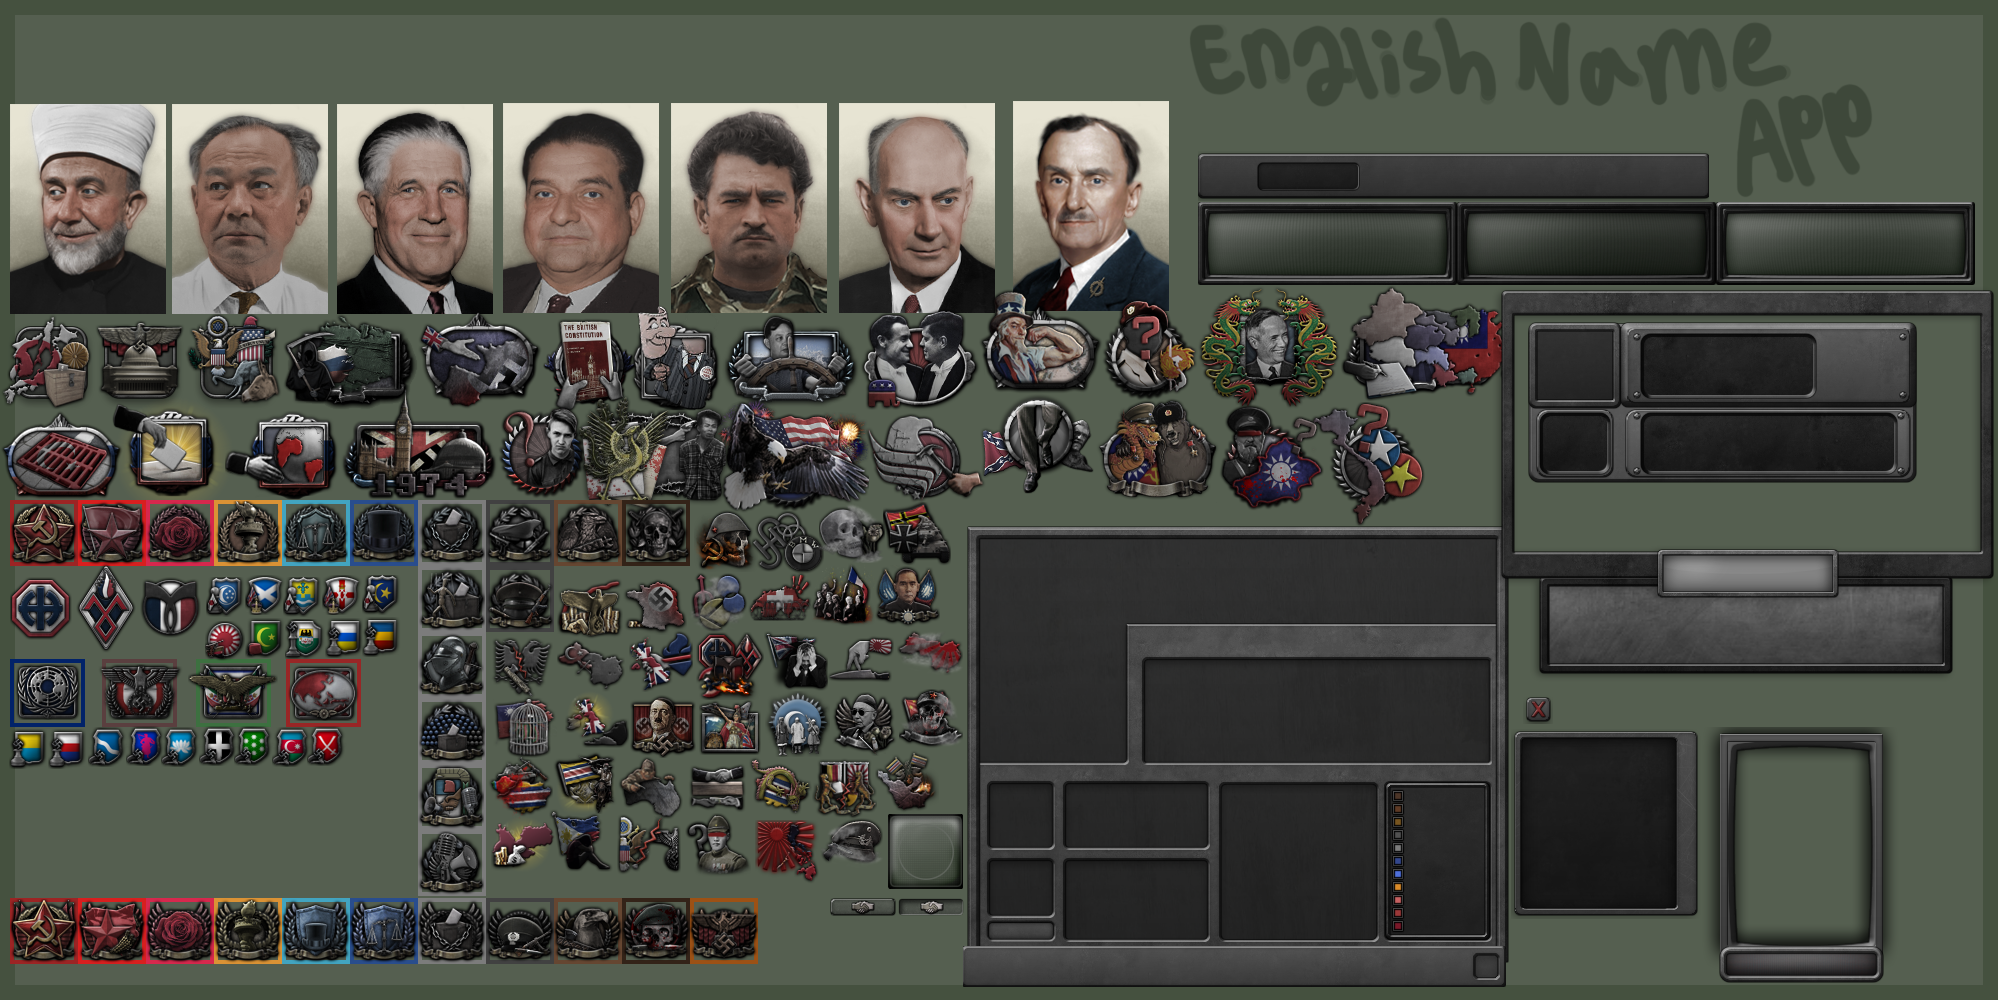 English Name
App
THE BRITISH
CONSTITUTION
?
?
?
1974
X